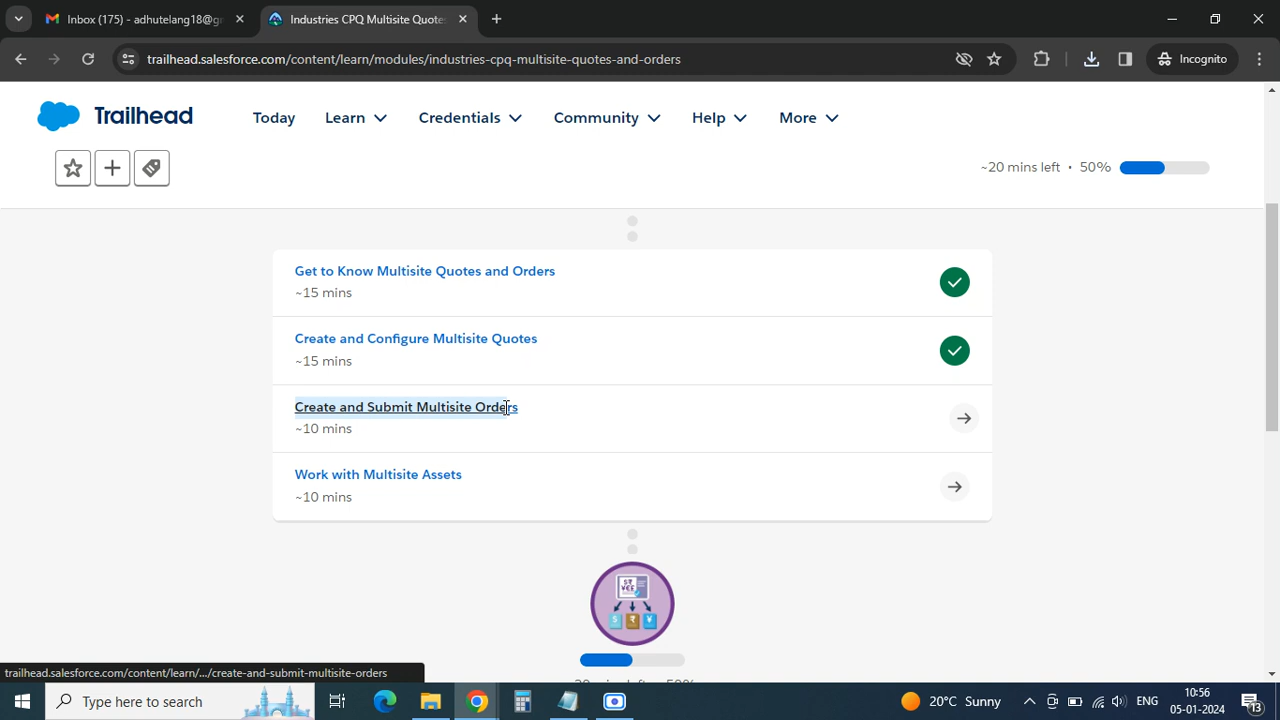 Inbox (175) - adhutelang18@g
Industries CPQ Multisite Quote
trailhead.salesforce.com/content/learn/modules/industries-cpq-multisite-quotes-and-orders
Incognito
Trailhead
Today
Learn
Credentials
Community
Help
More
~20 mins left • 50%
Get to Know Multisite Quotes and Orders
~15 mins
Create and Configure Multisite Quotes
~15 mins
Create and Submit Multisite Orders
~10 mins
Work with Multisite Assets
~10 mins
trailhead.salesforce.com/content/learn/.../create-and-submit-multisite-orders
Type here to search
20°C Sunny
ENG
10:56
05-01-2024
13